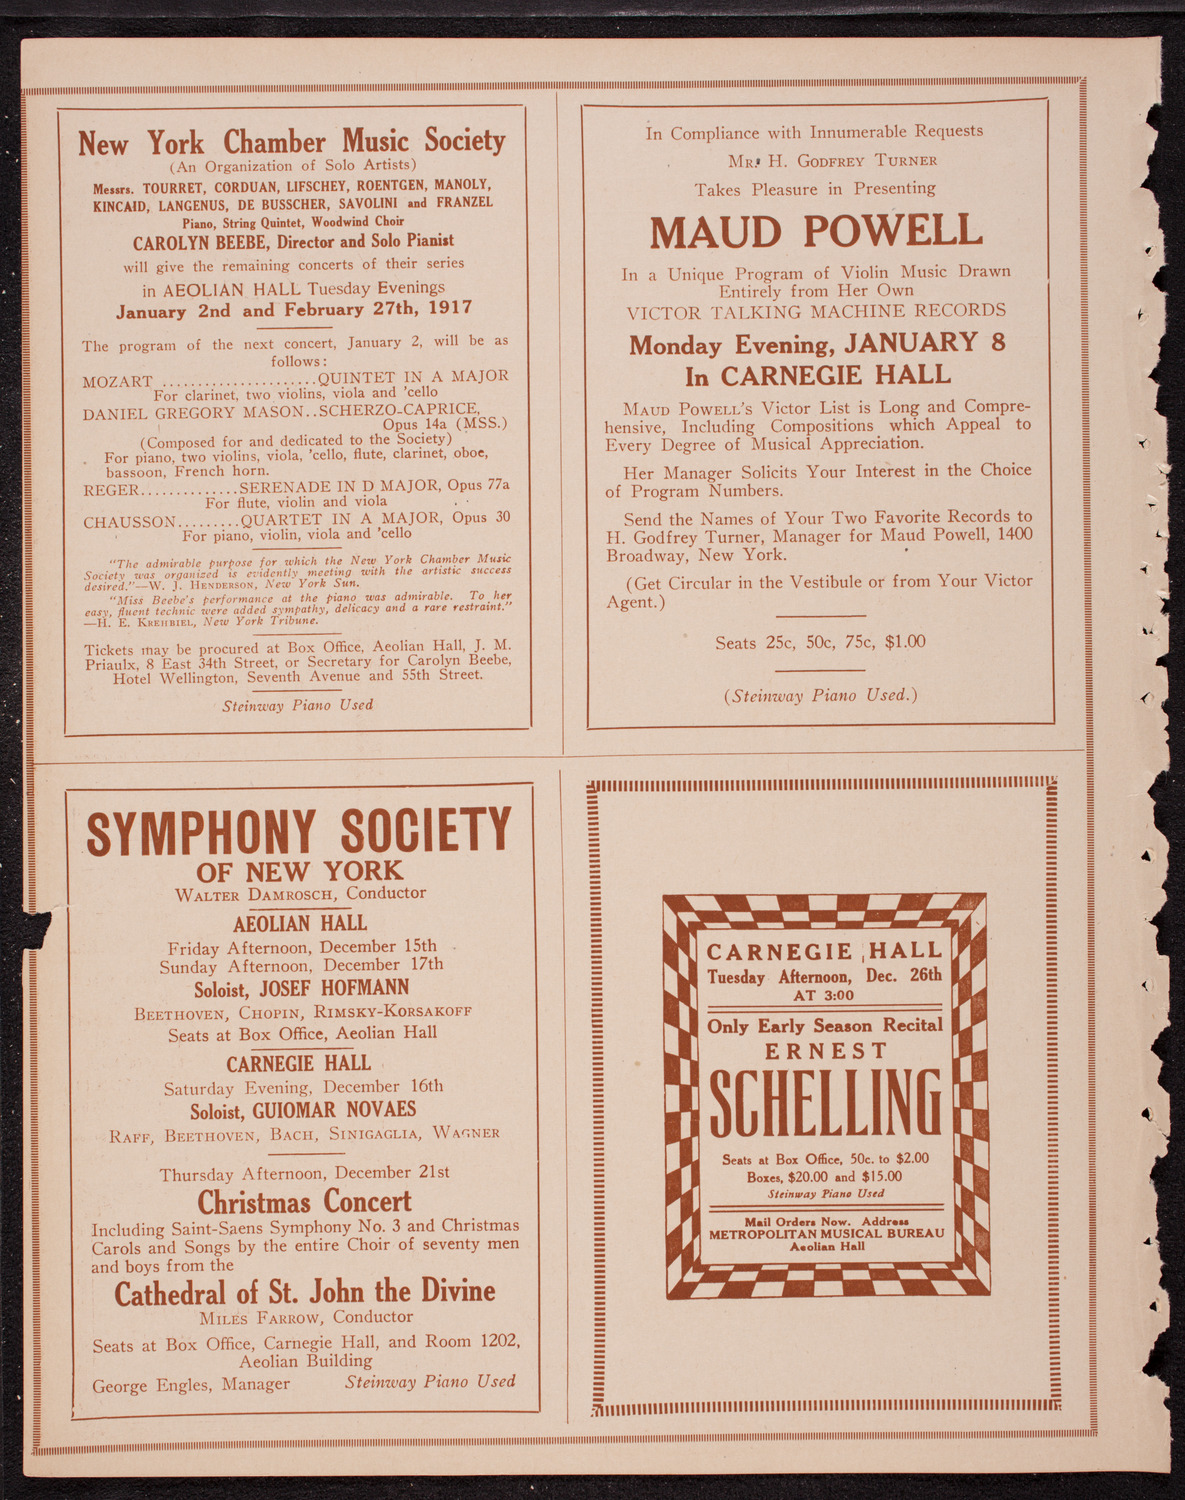 New York Chamber Music Society
(An Organization of Solo Artists)
Messrs. TOURRET, CORDUAN, LIFSCHEY, ROENTGEN, MANOLY,
KINCAID, LANGENUS, DE BUSSCHER, SAVOLINI and FRANZEL
Piano, String Quintet, Woodwind Choir
CAROLYN BEEBE, Director and Solo Pianist
will give the remaining concerts of their series
in AEOLIAN HALL Tuesday Evenings
January 2nd and February 27th, 1917
The program of the next concert, January 2, will be as
follows:
MOZART ......................QUINTET IN A MAJOR
For clarinet, two violins, viola and 'cello
DANIEL GREGORY MASON..SCHERZO-CAPRICE,
Opus 14a (MSS.)
(Composed for and dedicated to the Society)
For piano, two violins, viola, 'cello, flute, clarinet, oboe,
bassoon, French horn.
REGER..............SERENADE IN D MAJOR, Opus 77a
For flute, violin and viola
CHAUSSON.........QUARTET IN A MAJOR, Opus 30
For piano, violin, viola and 'cello
"The admirable purpose for which the New York Chamber Music
Society was organized is evidently meeting with the artistic success
desired."—W. J. HENDERSON, New York Sun.
"Miss Beebe's performance at the piano was admirable. To her
easy, fluent technic were added sympathy, delicacy and a rare restraint."
—H. E. KREHBIEL, New York Tribune.
Tickets may be procured at Box Office, Aeolian Hall, J. M.
Priaulx, 8 East 34th Street, or Secretary for Carolyn Beebe,
Hotel Wellington, Seventh Avenue and 55th Street.
Steinway Piano Used
In Compliance with Innumerable Requests
MR. H. GODFREY TURNER
Takes Pleasure in Presenting
MAUD POWELL
In a Unique Program of Violin Music Drawn
Entirely from Her Own
VICTOR TALKING MACHINE RECORDS
Monday Evening, JANUARY 8
In CARNEGIE HALL
MAUD POWELL'S Victor List is Long and Compre-
hensive, Including Compositions which Appeal to
Every Degree of Musical Appreciation.
Her Manager Solicits Your Interest in the Choice
of Program Numbers.
Send the Names of Your Two Favorite Records to
H. Godfrey Turner, Manager for Maud Powell, 1400
Broadway, New York.
(Get Circular in the Vestibule or from Your Victor
Agent.)
Seats 25c, 50c, 75c, $1.00
(Steinway Piano Used.)
SYMPHONY SOCIETY
OF NEW YORK
WALTER DAMROSCH, Conductor
AEOLIAN HALL
Friday Afternoon, December 15th
Sunday Afternoon, December 17th
Soloist, JOSEF HOFMANN
BEETHOVEN, CHOPIN, RIMSKY-KORSAKOFF
Seats at Box Office, Aeolian Hall
CARNEGIE HALL
Saturday Evening, December 16th
Soloist, GUIOMAR NOVAES
RAFF, BEETHOVEN, BACH, SINIGAGLIA, WAGNER
Thursday Afternoon, December 21st
Christmas Concert
Including Saint-Saens Symphony No. 3 and Christmas
Carols and Songs by the entire Choir of seventy men
and boys from the
Cathedral of St. John the Divine
MILES FARROW, Conductor
Seats at Box Office, Carnegie Hall, and Room 1202,
Aeolian Building
George Engles, Manager Steinway Piano Used
CARNEGIE HALL
Tuesday Afternoon, Dec. 26th
AT 3:00
Only Early Season Recital
ERNEST
SCHELLING
Seats at Box Office, 50c. to $2.00
Boxes, $20.00 and $15.00
Steinway Piano Used
Mail Orders Now. Address
METROPOLITAN MUSICAL BUREAU
Aeolian Hall